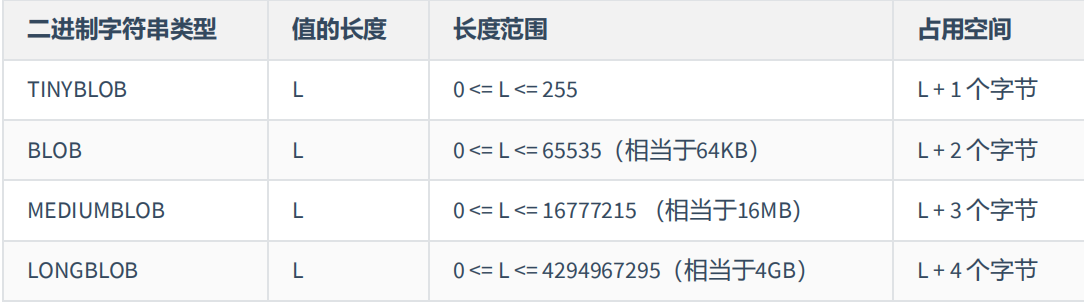 二进制字符串类型 值的长度 长度范围 占用空间
TINYBLOB L 0 <= L <= 255 L + 1 个字节
BLOB L 0 <= L <= 65535（相当于64KB） L + 2 个字节
MEDIUMBLOB L 0 <= L <= 16777215 （相当于16MB） L + 3 个字节
LONGBLOB L 0 <= L <= 4294967295（相当于4GB） L + 4 个字节